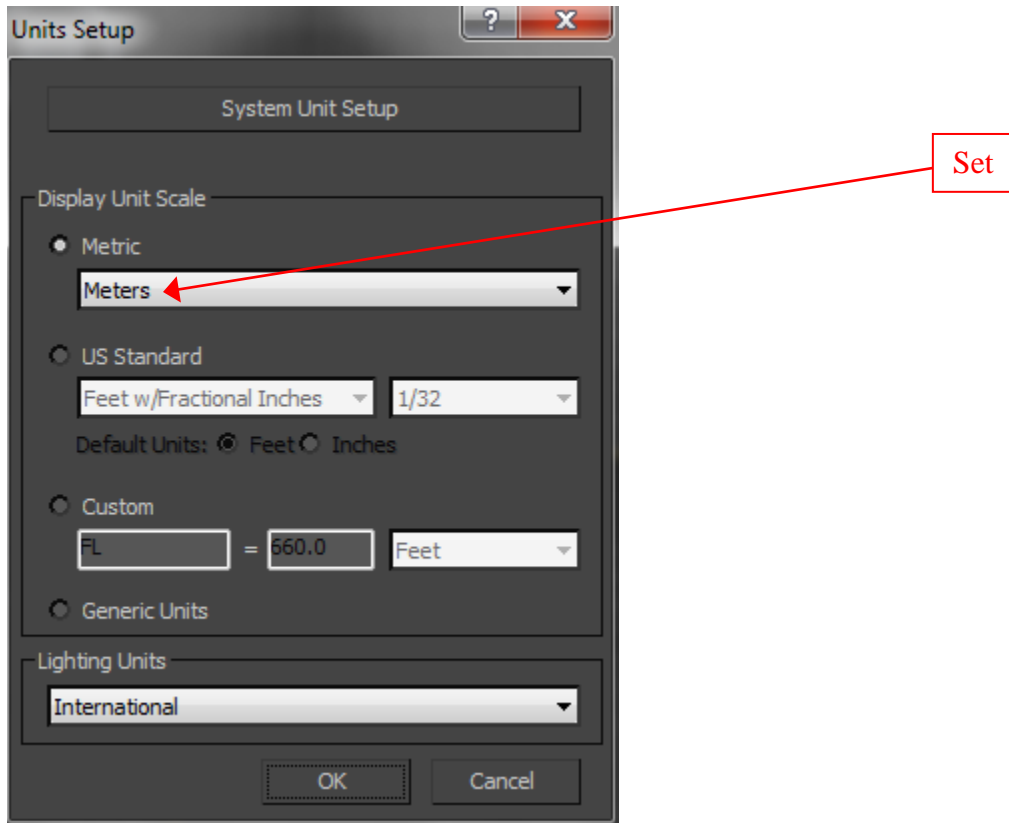 Units Setup
?
X
System Unit Setup
Set
Display Unit Scale
Metric
Meters
US Standard
Feet w/Fractional Inches 1/32
Default Units: Feet Inches
Custom
FL = 660.0 Feet
Generic Units
Lighting Units
International
OK Cancel